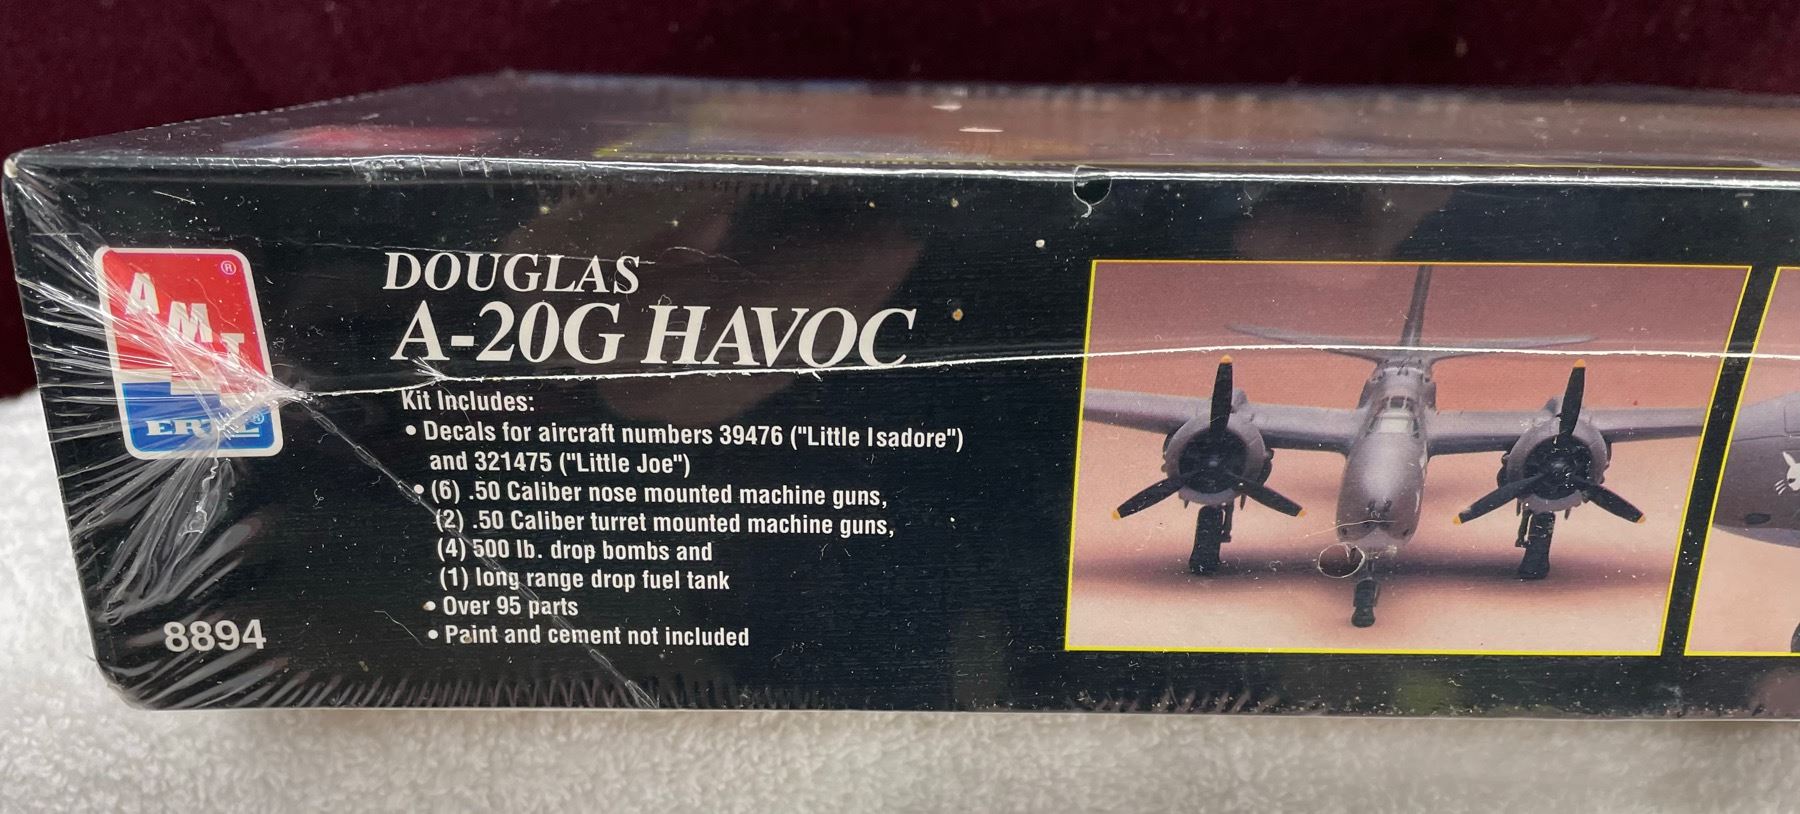 AMT
®
ERTL®
DOUGLAS
A-20G HAVOC
Kit Includes:
• Decals for aircraft numbers 39476 ("Little Isadore")
and 321475 ("Little Joe")
• (6) .50 Caliber nose mounted machine guns,
(2) .50 Caliber turret mounted machine guns,
(4) 500 lb. drop bombs and
(1) long range drop fuel tank
• Over 95 parts
• Paint and cement not included
8894